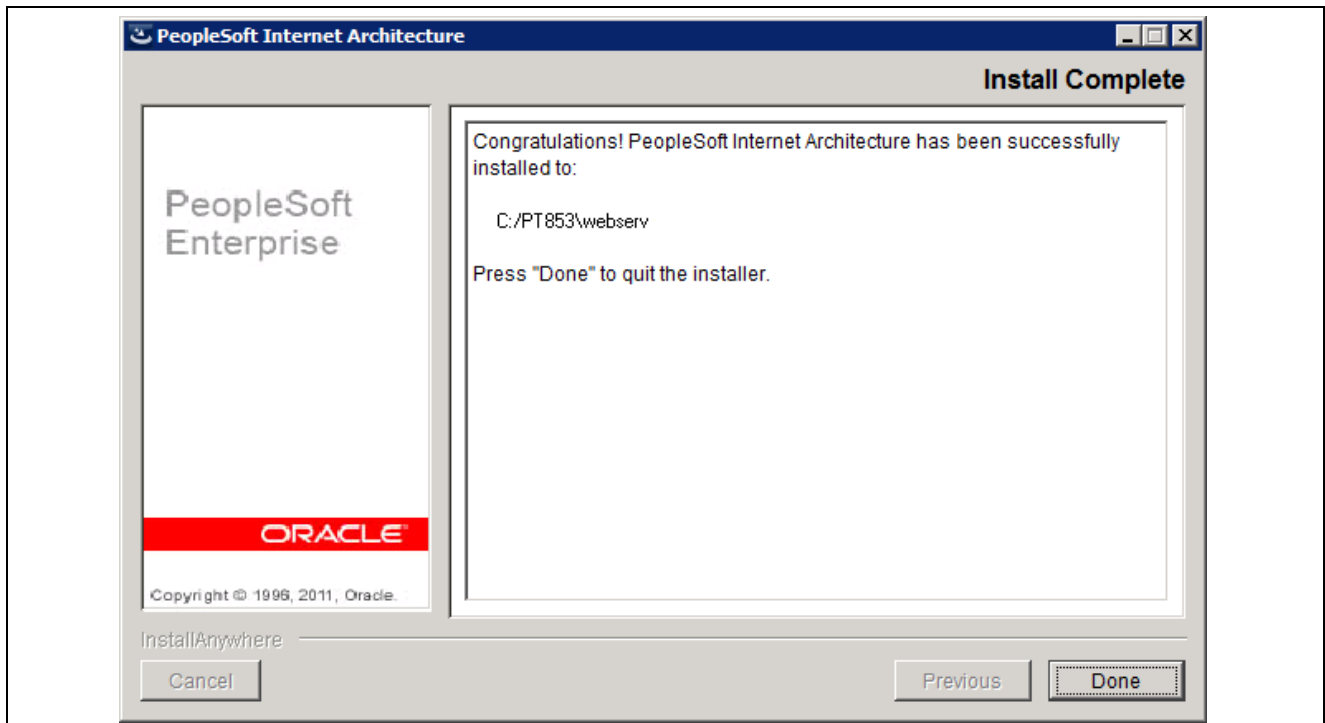 PeopleSoft Internet Architecture
Install Complete
PeopleSoft
Enterprise
ORACLE
Copyright © 1996, 2011, Oracle.
Congratulations! PeopleSoft Internet Architecture has been successfully
installed to:
C:/PT853\webserv
Press "Done" to quit the installer.
InstallAnywhere
Cancel
Previous
Done